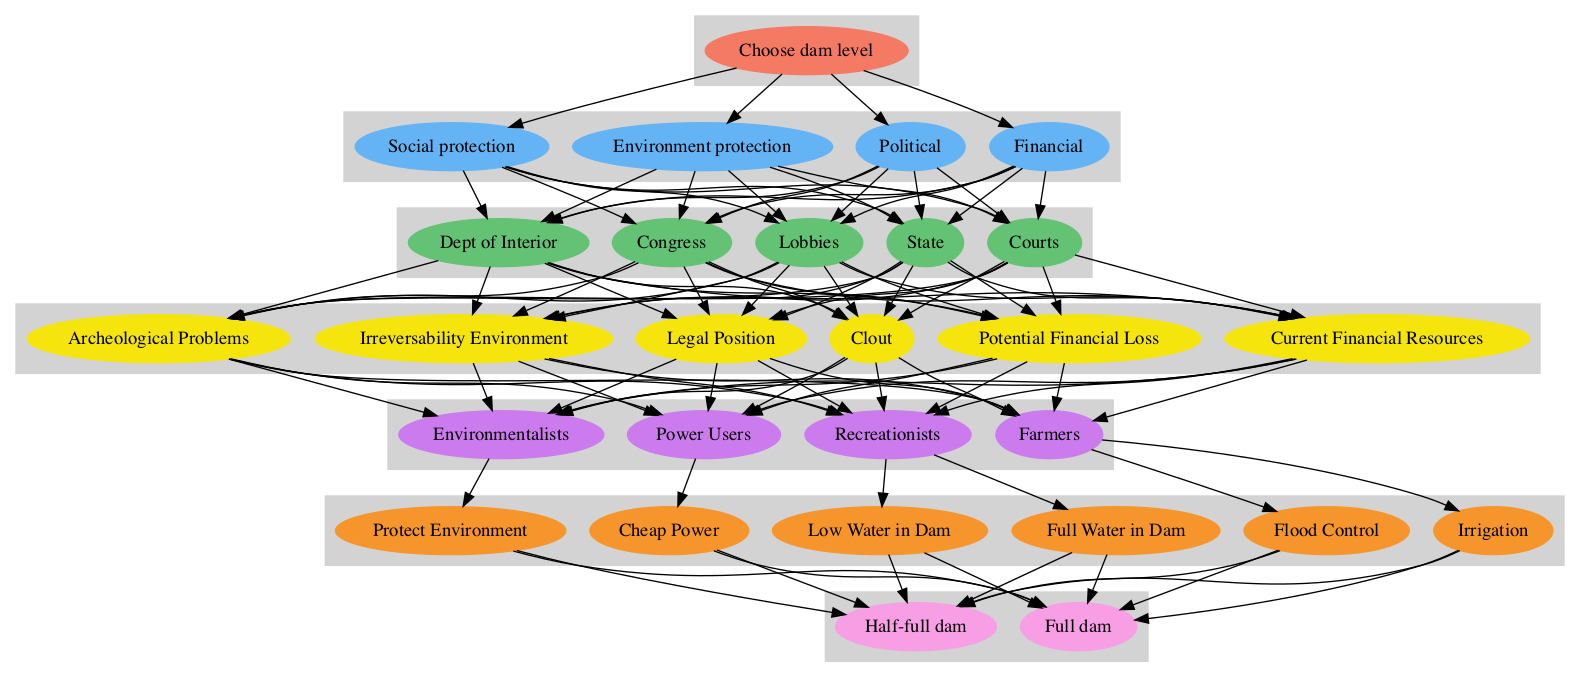 Choose dam level
Social protection
Environment protection
Political
Financial
Dept of Interior
Congress
Lobbies
State
Courts
Archeological Problems
Irreversability Environment
Legal Position
Clout
Potential Financial Loss
Current Financial Resources
Environmentalists
Power Users
Recreationists
Farmers
Protect Environment
Cheap Power
Low Water in Dam
Full Water in Dam
Flood Control
Irrigation
Half-full dam
Full dam